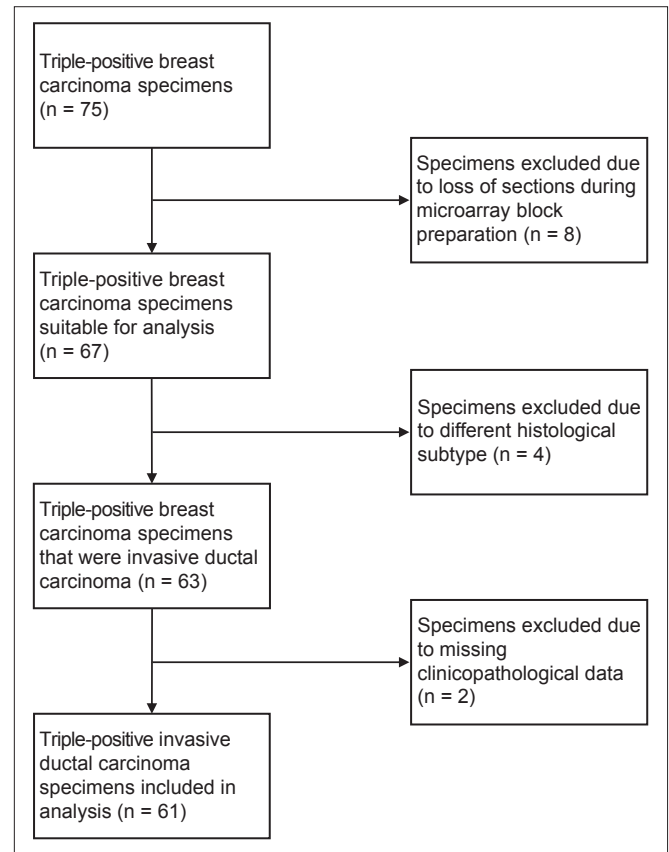 Triple-positive breast
carcinoma specimens
(n = 75)
Specimens excluded due
to loss of sections during
microarray block
preparation (n = 8)
Triple-positive breast
carcinoma specimens
suitable for analysis
(n = 67)
Specimens excluded due
to different histological
subtype (n = 4)
Triple-positive breast
carcinoma specimens
that were invasive ductal
carcinoma (n = 63)
Specimens excluded due
to missing
clinicopathological data
(n = 2)
Triple-positive invasive
ductal carcinoma
specimens included in
analysis (n = 61)